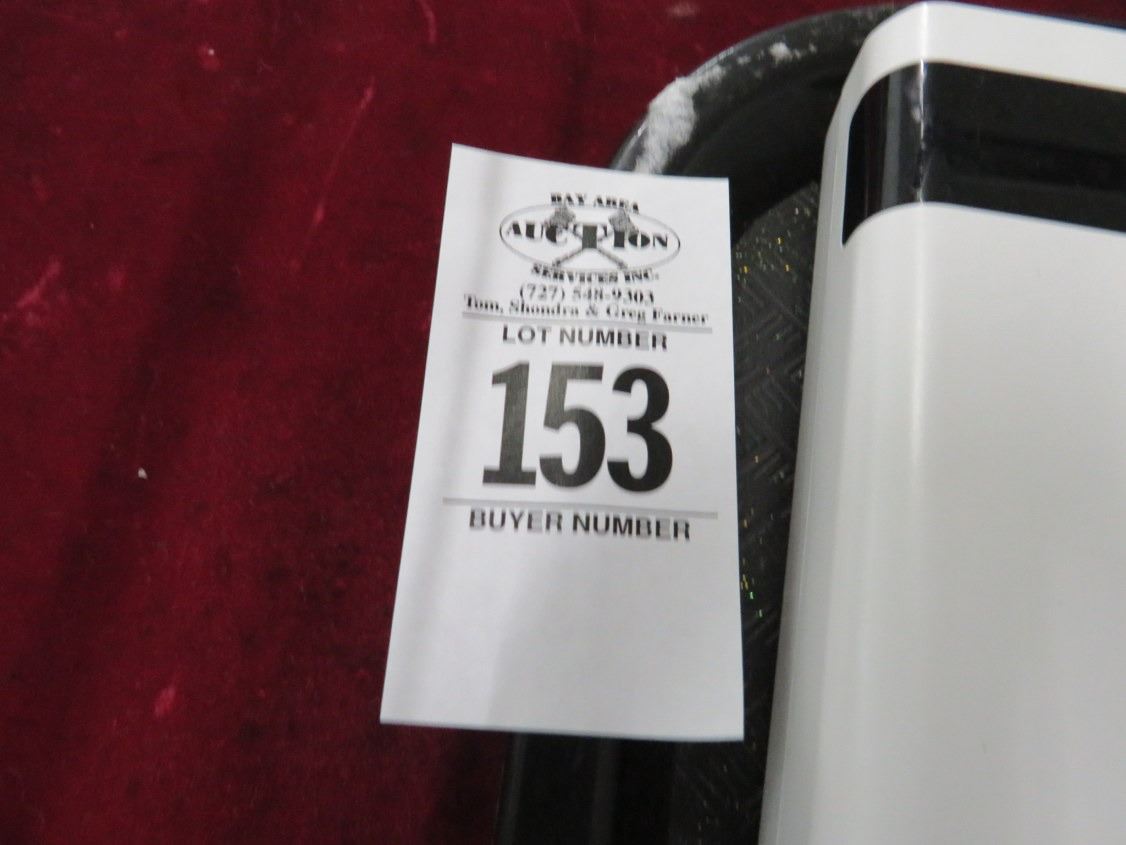 BAY AREA
AUCTION
SERVICES INC.
(727) 548-9303
Tom, Shondra & Greg Farner
LOT NUMBER
153
BUYER NUMBER